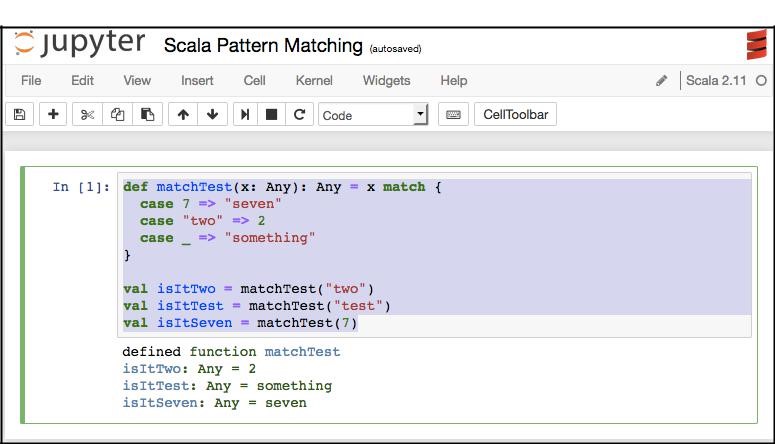 jupyter Scala Pattern Matching (autosaved)
File Edit View Insert Cell Kernel Widgets Help Scala 2.11
Code CellToolbar
In [1]: def matchTest(x: Any): Any = x match {
case 7 => "seven"
case "two" => 2
case _ => "something"
}
val isItTwo = matchTest("two")
val isItTest = matchTest("test")
val isItSeven = matchTest(7)
defined function matchTest
isItTwo: Any = 2
isItTest: Any = something
isItSeven: Any = seven